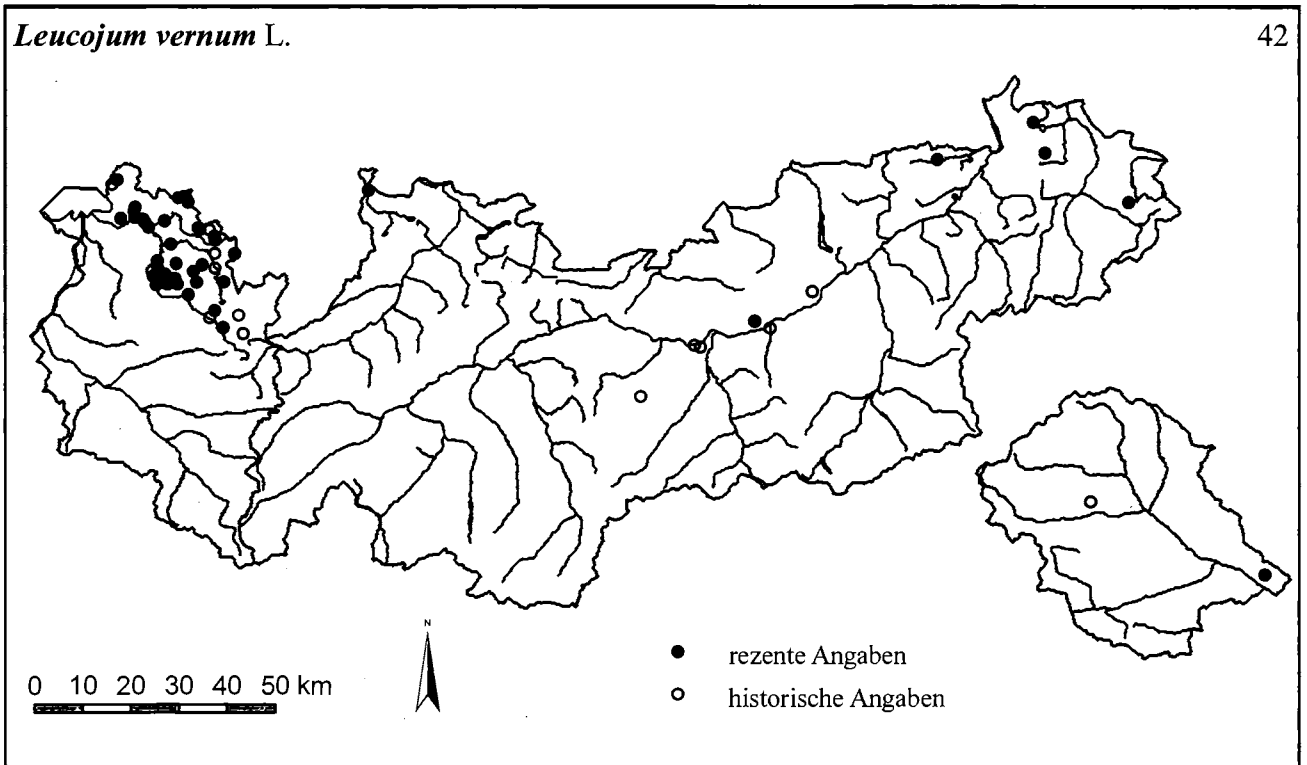 Leucojum vernum L. 42
N
rezente Angaben
0 10 20 30 40 50 km
historische Angaben